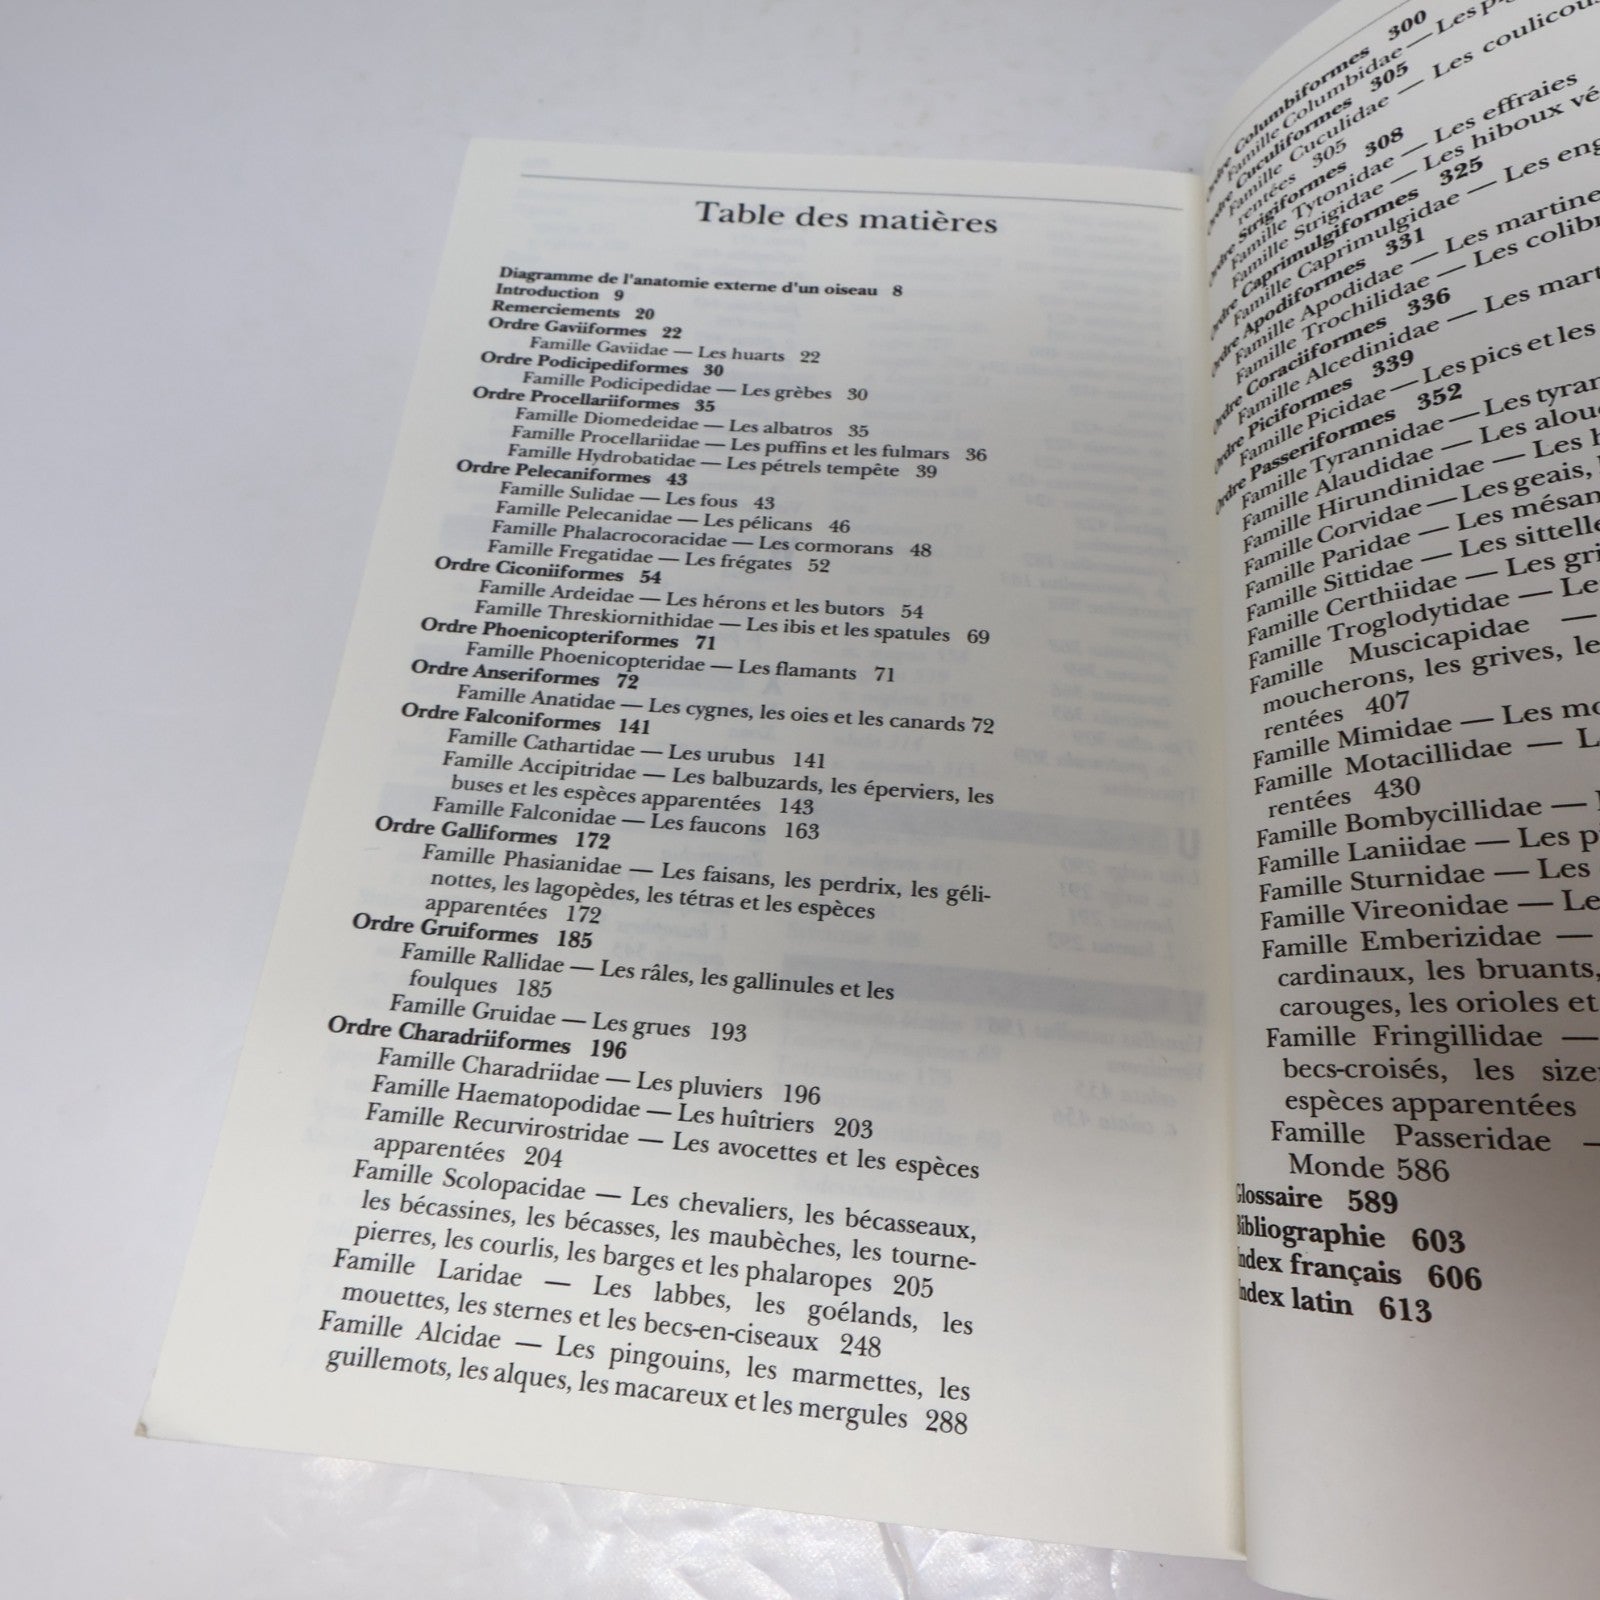 Table des matières
Diagramme de l'anatomie externe d'un oiseau 8
Introduction 9
Remerciements 20
Ordre Gaviiformes 22
Famille Gaviidae — Les huarts 22
Ordre Podicipediformes 30
Famille Podicipedidae — Les grèbes 30
Ordre Procellariiformes 35
Famille Diomedeidae — Les albatros 35
Famille Procellariidae — Les puffins et les fulmars 36
Famille Hydrobatidae — Les pétrels tempête 39
Ordre Pelecaniformes 43
Famille Sulidae — Les fous 43
Famille Pelecanidae — Les pélicans 46
Famille Phalacrocoracidae — Les cormorans 48
Famille Fregatidae — Les frégates 52
Ordre Ciconiiformes 54
Famille Ardeidae — Les hérons et les butors 54
Famille Threskiornithidae — Les ibis et les spatules 69
Ordre Phoenicopteriformes 71
Famille Phoenicopteridae — Les flamants 71
Ordre Anseriformes 72
Famille Anatidae — Les cygnes, les oies et les canards 72
Ordre Falconiformes 141
Famille Cathartidae — Les urubus 141
Famille Accipitridae — Les balbuzards, les éperviers, les
buses et les espèces apparentées 143
Famille Falconidae — Les faucons 163
Ordre Galliformes 172
Famille Phasianidae — Les faisans, les perdrix, les géli-
nottes, les lagopèdes, les tétras et les espèces
apparentées 172
Ordre Gruiformes 185
Famille Rallidae — Les râles, les gallinules et les
foulques 185
Famille Gruidae — Les grues 193
Ordre Charadriiformes 196
Famille Charadriidae — Les pluviers 196
Famille Haematopodidae — Les huîtriers 203
Famille Recurvirostridae — Les avocettes et les espèces
apparentées 204
Famille Scolopacidae — Les chevaliers, les bécasseaux,
les bécassines, les bécasses, les maubèches, les tourne-
pierres, les courlis, les barges et les phalaropes 205
Famille Laridae — Les labbes, les goélands, les
mouettes, les sternes et les becs-en-ciseaux 248
Famille Alcidae — Les pingouins, les marmettes, les
guillemots, les alques, les macareux et les mergules 288
Ordre Columbiformes 300
Famille Columbidae — Les
Ordre Cuculiformes 305
Famille Cuculidae — Les coulicous
rentées 305
Ordre Strigiformes 308
Famille Tytonidae — Les effraies
Famille Strigidae — Les hiboux vé
Ordre Caprimulgiformes 325
Famille Caprimulgidae — Les eng
Ordre Apodiformes 331
Famille Apodidae — Les martine
Famille Trochilidae — Les colibr
Ordre Coraciiformes 336
Famille Alcedinidae — Les mart
Ordre Piciformes 339
Famille Picidae — Les pics et les
Ordre Passeriformes 352
Famille Tyrannidae — Les tyran
Famille Alaudidae — Les aloue
Famille Hirundinidae — Les h
Famille Corvidae — Les geais,
Famille Paridae — Les mésan
Famille Sittidae — Les sittelle
Famille Certhiidae — Les gri
Famille Troglodytidae — Le
Famille Muscicapidae —
moucherons, les grives, le
rentées 407
Famille Mimidae — Les mo
Famille Motacillidae — L
rentées 430
Famille Bombycillidae —
Famille Laniidae — Les p
Famille Sturnidae — Les
Famille Vireonidae — Le
Famille Emberizidae —
cardinaux, les bruants,
carouges, les orioles et
Famille Fringillidae —
becs-croisés, les size
espèces apparentées
Famille Passeridae —
Monde 586
Glossaire 589
Bibliographie 603
Index français 606
Index latin 613